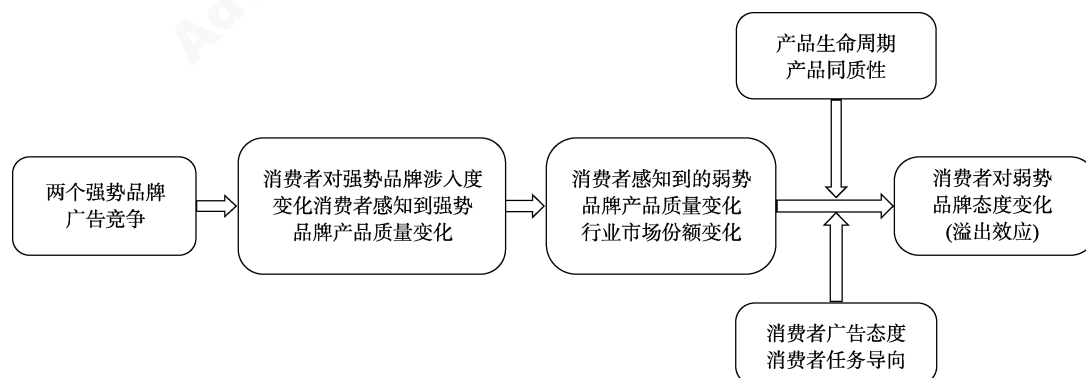 产品生命周期
产品同质性
两个强势品牌
广告竞争
消费者对强势品牌涉入度
变化消费者感知到强势
品牌产品质量变化
消费者感知到的弱势
品牌产品质量变化
行业市场份额变化
消费者对弱势
品牌态度变化
(溢出效应)
消费者广告态度
消费者任务导向